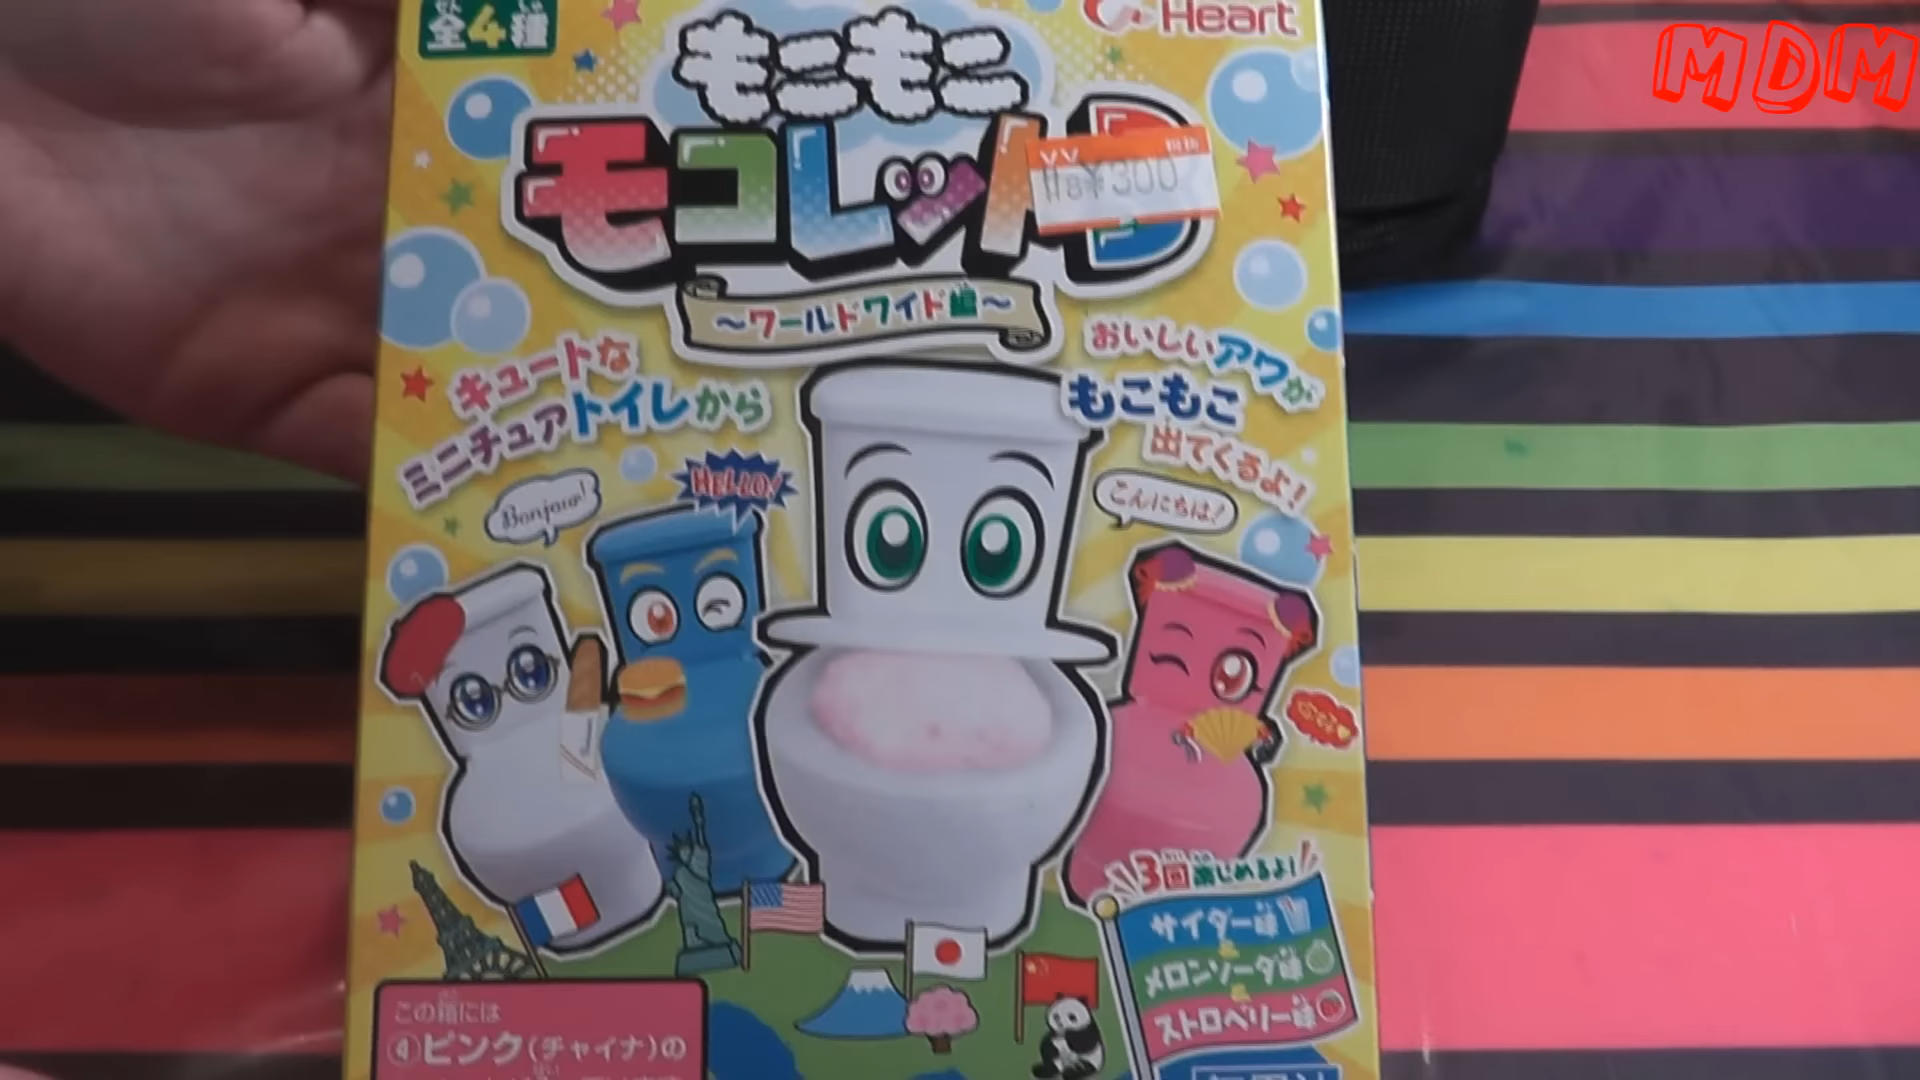 全4種
Heart
MDM
もこもこ
モコレット
¥300
～ワールドワイド編～
キュートな
ミニチュアトイレから
おいしいアワが
もこもこ
出てくるよ！
Bonjour!
HELLO!
こんにちは！
3回楽しめるよ！
サイダー味
&
メロンソーダ味
&
ストロベリー味
この箱には
④ピンク(チャイナ)の